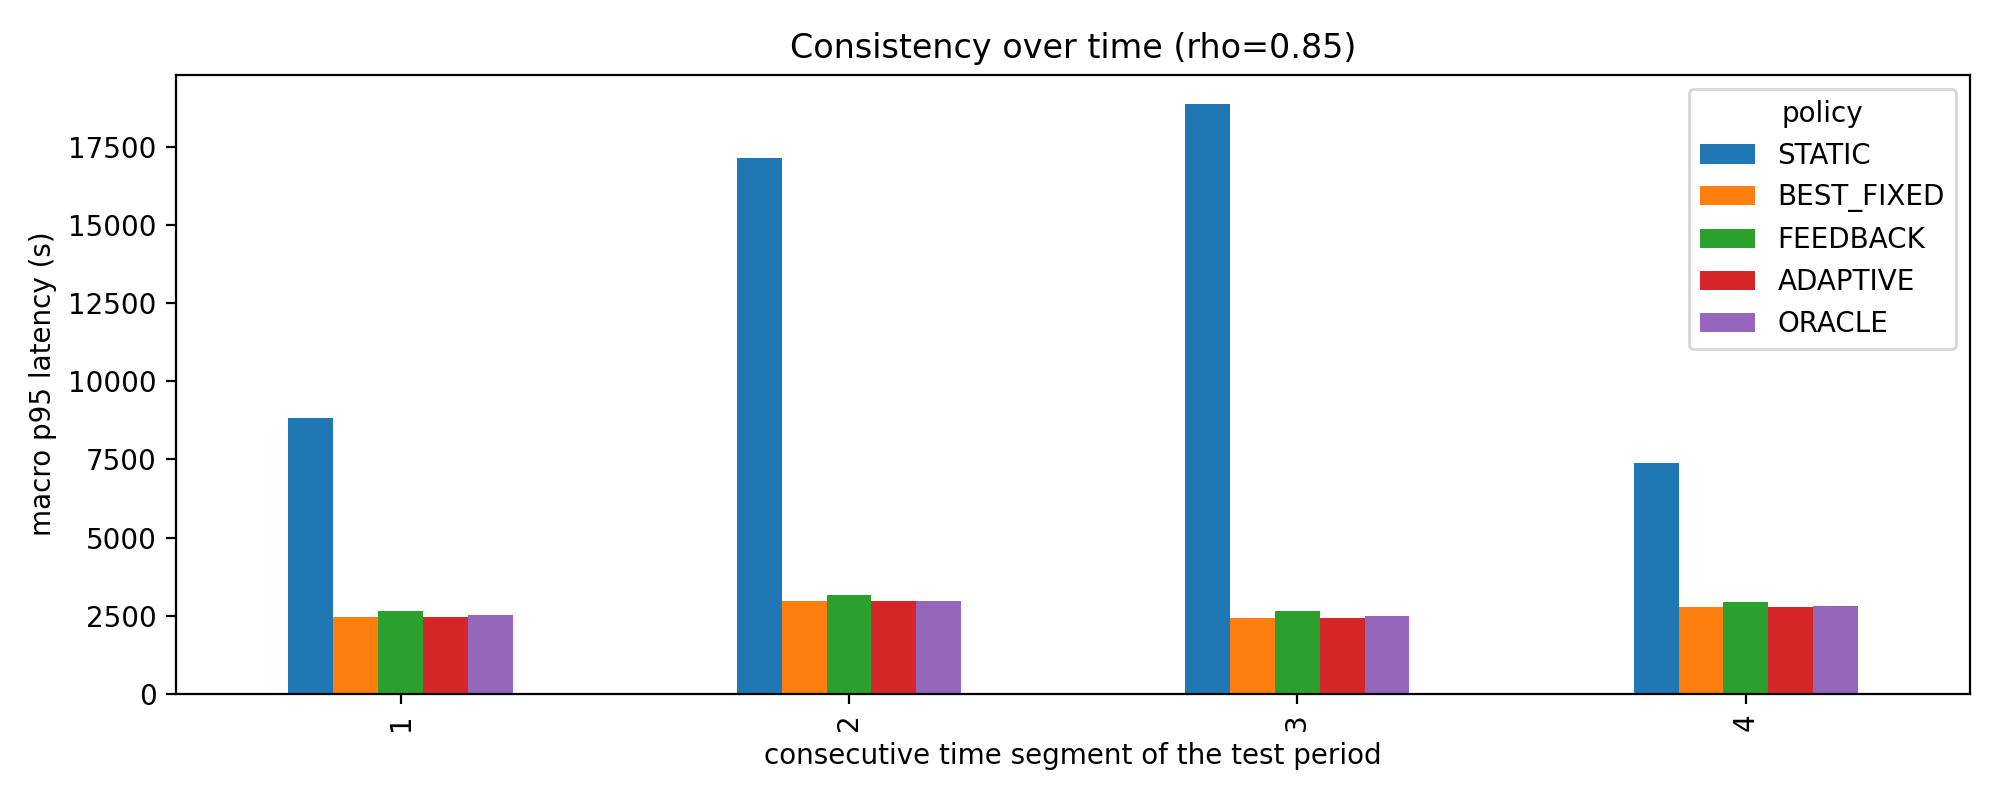 Consistency over time (rho=0.85)
macro p95 latency (s)
17500
15000
12500
10000
7500
5000
2500
0
policy
STATIC
BEST_FIXED
FEEDBACK
ADAPTIVE
ORACLE
1
2
3
4
consecutive time segment of the test period